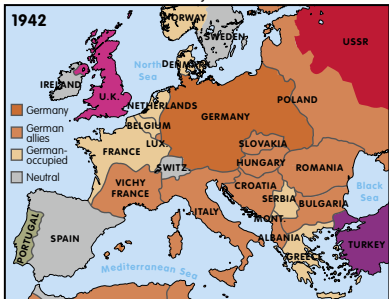 1942
NORWAY
SWEDEN
USSR
North
Sea
DENMARK
IRELAND
U.K.
NETHERLANDS
POLAND
Germany
BELGIUM
GERMANY
German
allies
LUX.
SLOVAKIA
German-
occupied
FRANCE
HUNGARY
Neutral
SWITZ.
ROMANIA
VICHY
FRANCE
CROATIA
Black
Sea
SERBIA
BULGARIA
ITALY
MONT.
PORTUGAL
SPAIN
ALBANIA
TURKEY
GREECE
Mediterranean Sea